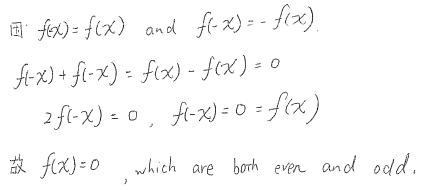 因: f(-x) = f(x) and f(-x) = - f(x).
f(-x) + f(-x) = f(x) - f(x) = 0
2f(-x) = 0 , f(-x) = 0 = f(x)
故 f(x) = 0 , which are both even and odd.